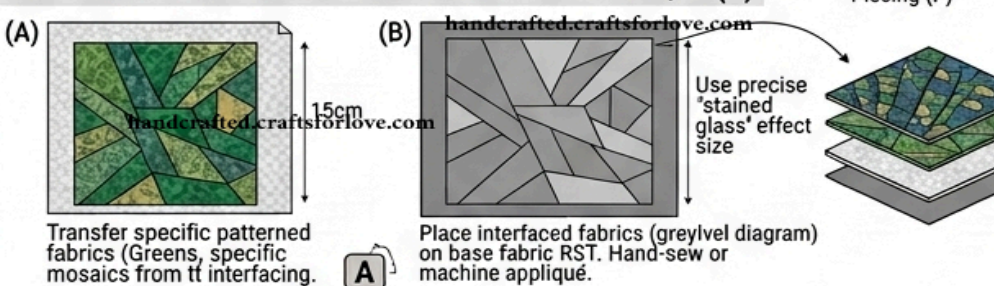 (A)
handcrafted.craftsforlove.com
15cm
Transfer specific patterned
fabrics (Greens, specific
mosaics from tt interfacing.
A
(B)
handcrafted.craftsforlove.com
Use precise
"stained
glass" effect
size
Place interfaced fabrics (greylvel diagram)
on base fabric RST. Hand-sew or
machine appliqué.